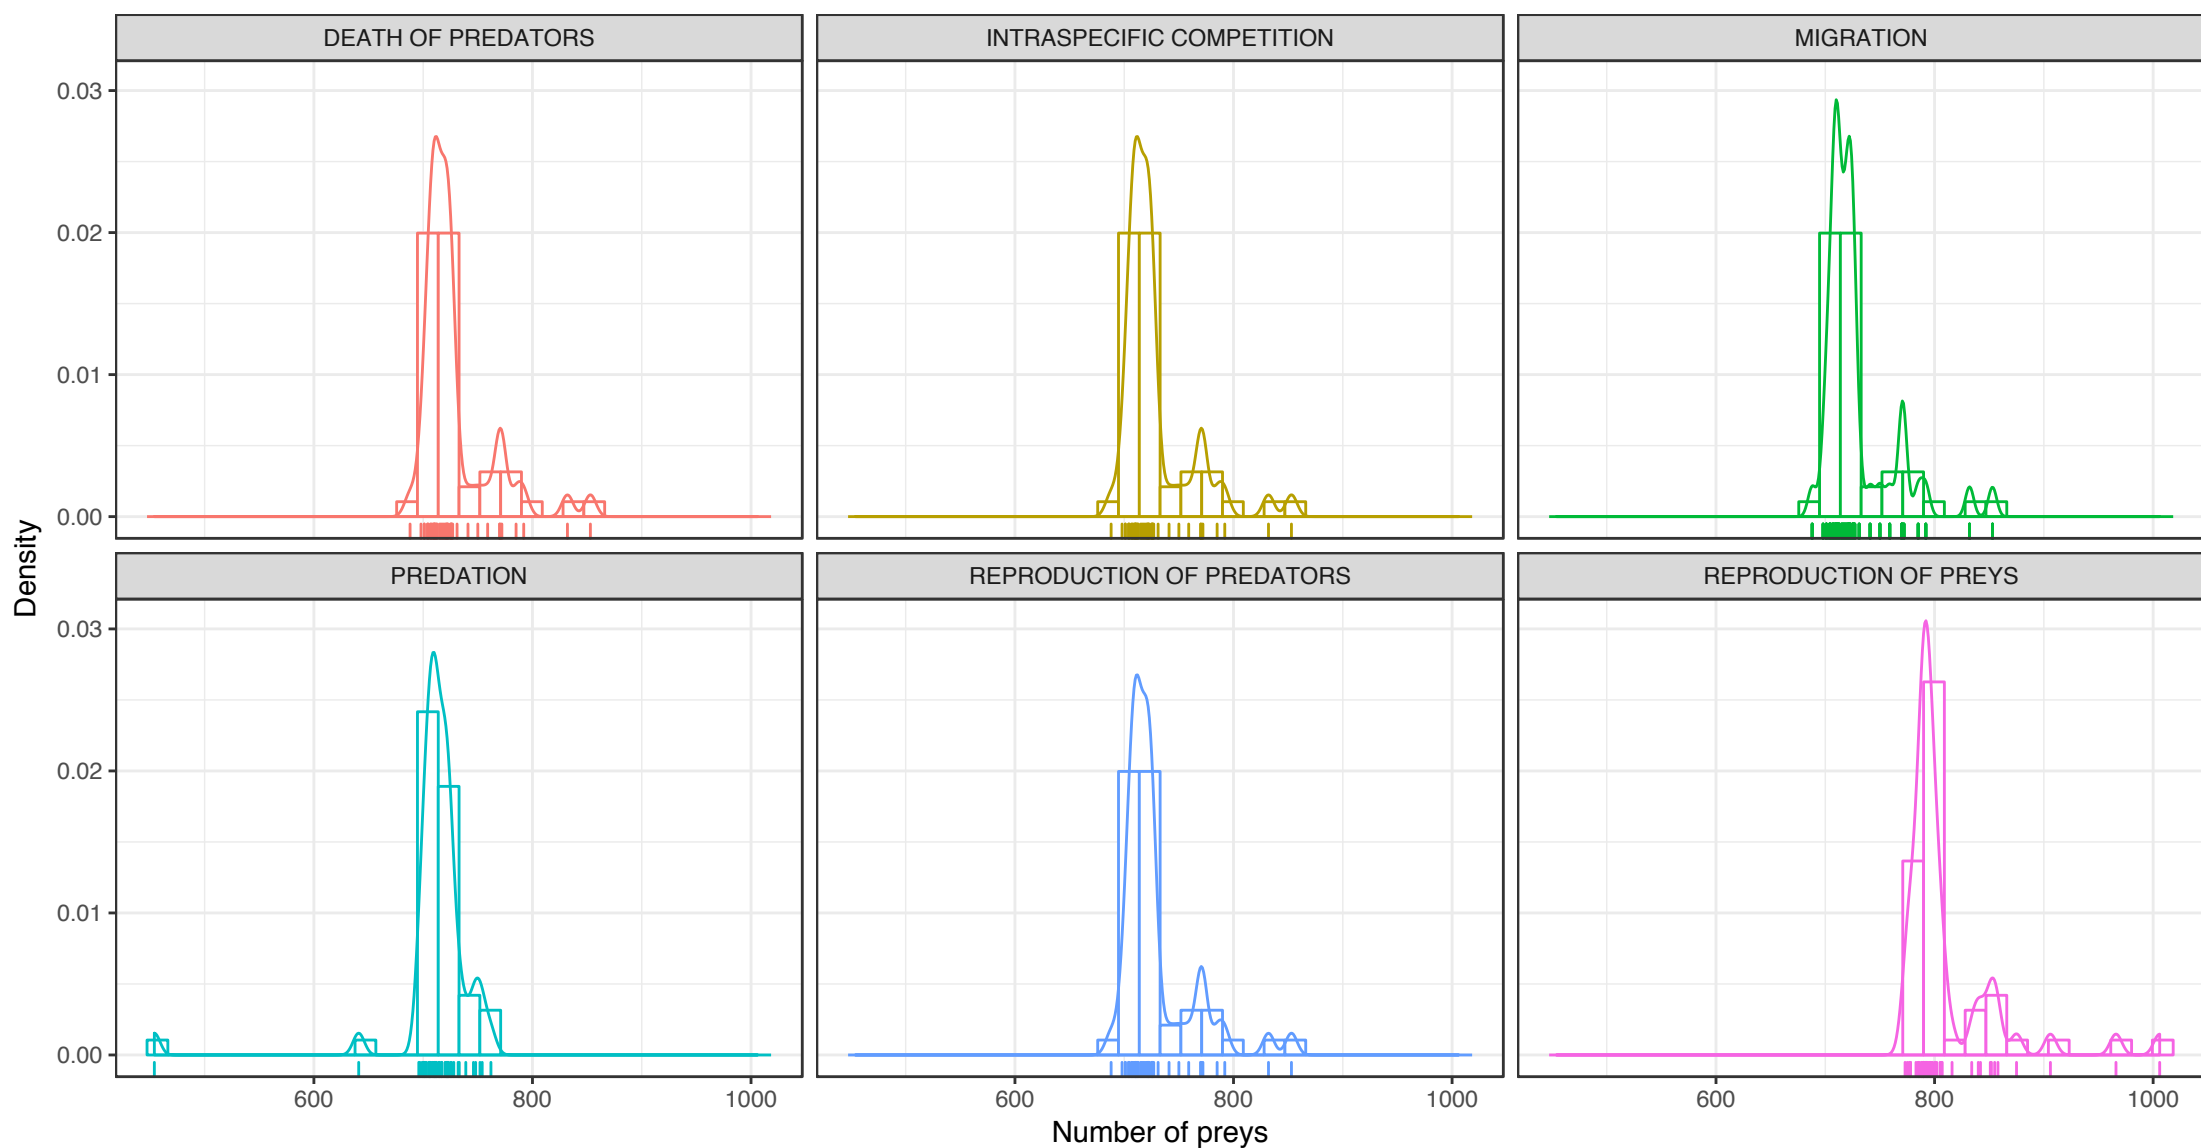 DEATH OF PREDATORS
INTRASPECIFIC COMPETITION
MIGRATION
0.03
0.02
0.01
0.00
PREDATION
REPRODUCTION OF PREDATORS
REPRODUCTION OF PREYS
0.03
0.02
0.01
0.00
Density
600
800
1000
600
800
1000
600
800
1000
Number of preys